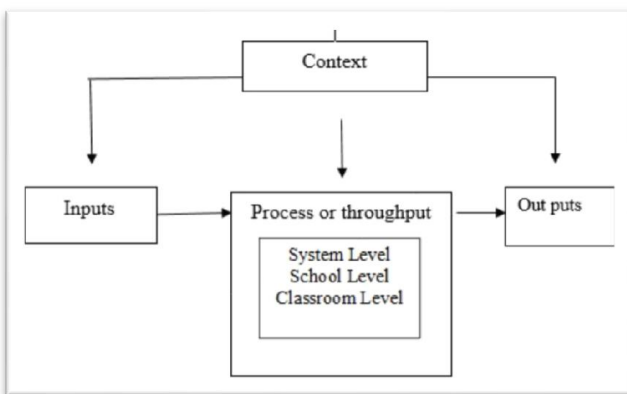 Context
Inputs
Process or throughput
System Level
School Level
Classroom Level
Out puts